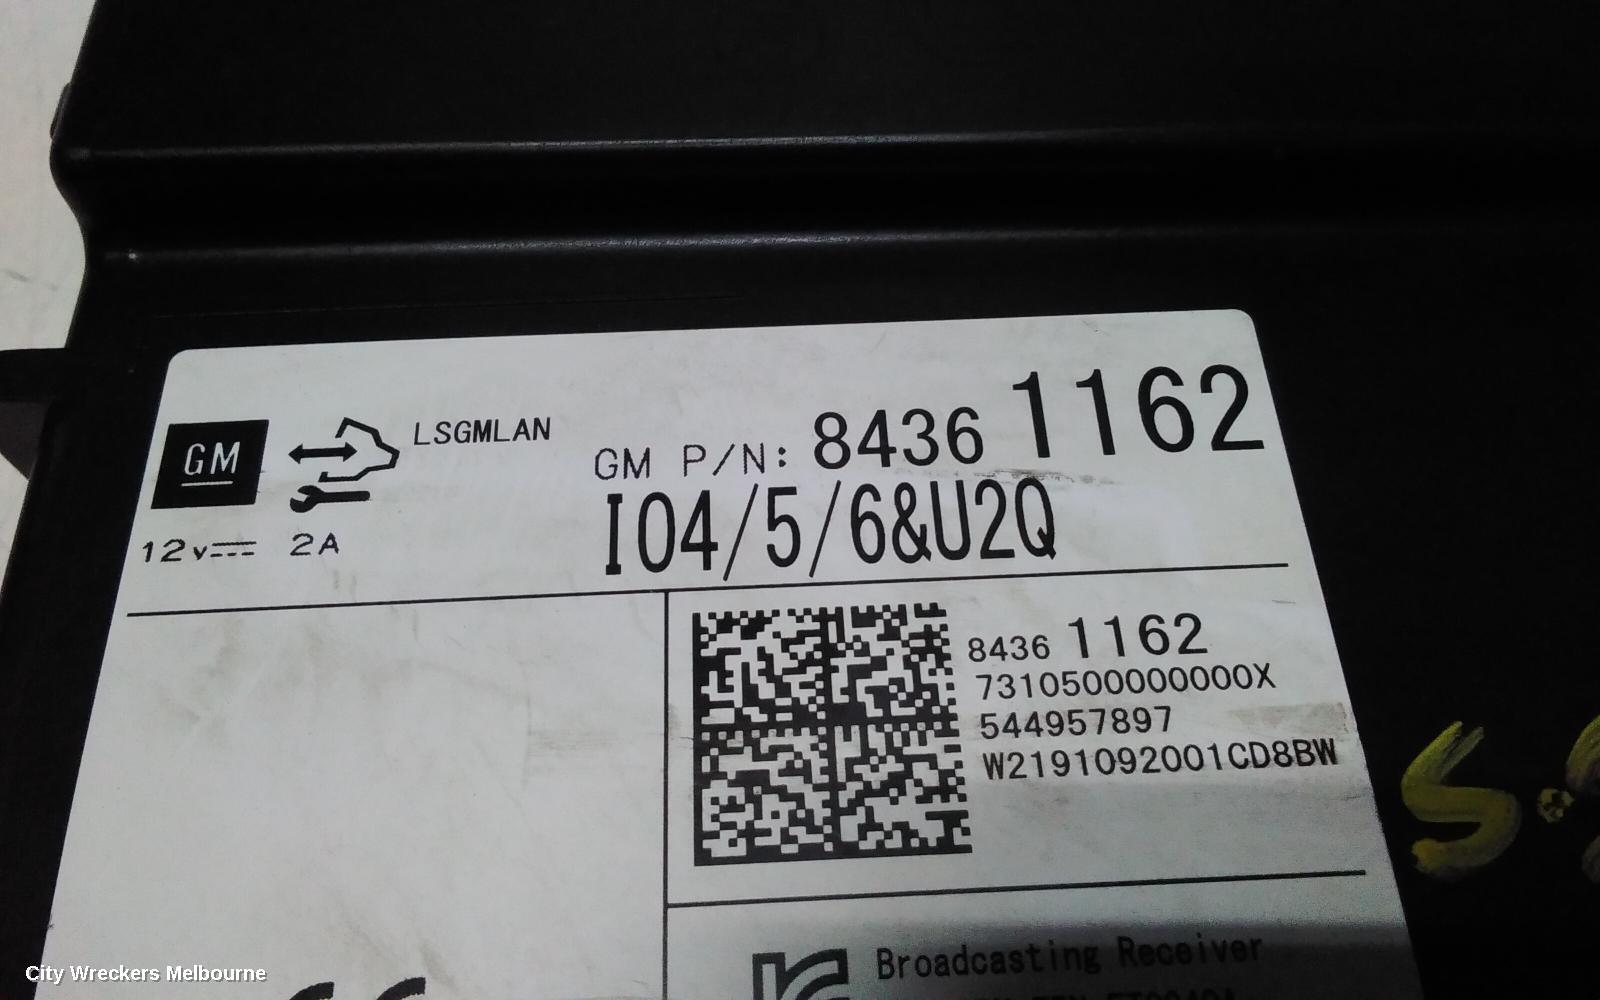 GM
LSGMLAN
GM P/N: 8436 1162
12v 2A
I04/5/6&U2Q
8436 1162
7310500000000X
544957897
W2191092001CD8BW
Broadcasting Receiver
City Wreckers Melbourne